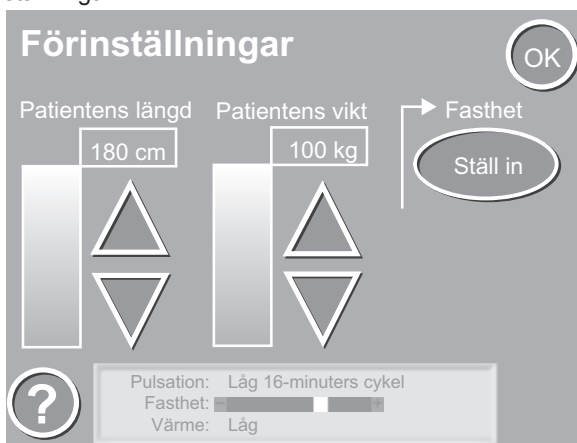 Förinställningar
OK
Patientens längd
Patientens vikt
Fasthet
180 cm
100 kg
Ställ in
?
Pulsation: Låg 16-minuters cykel
Fasthet: - +
Värme: Låg